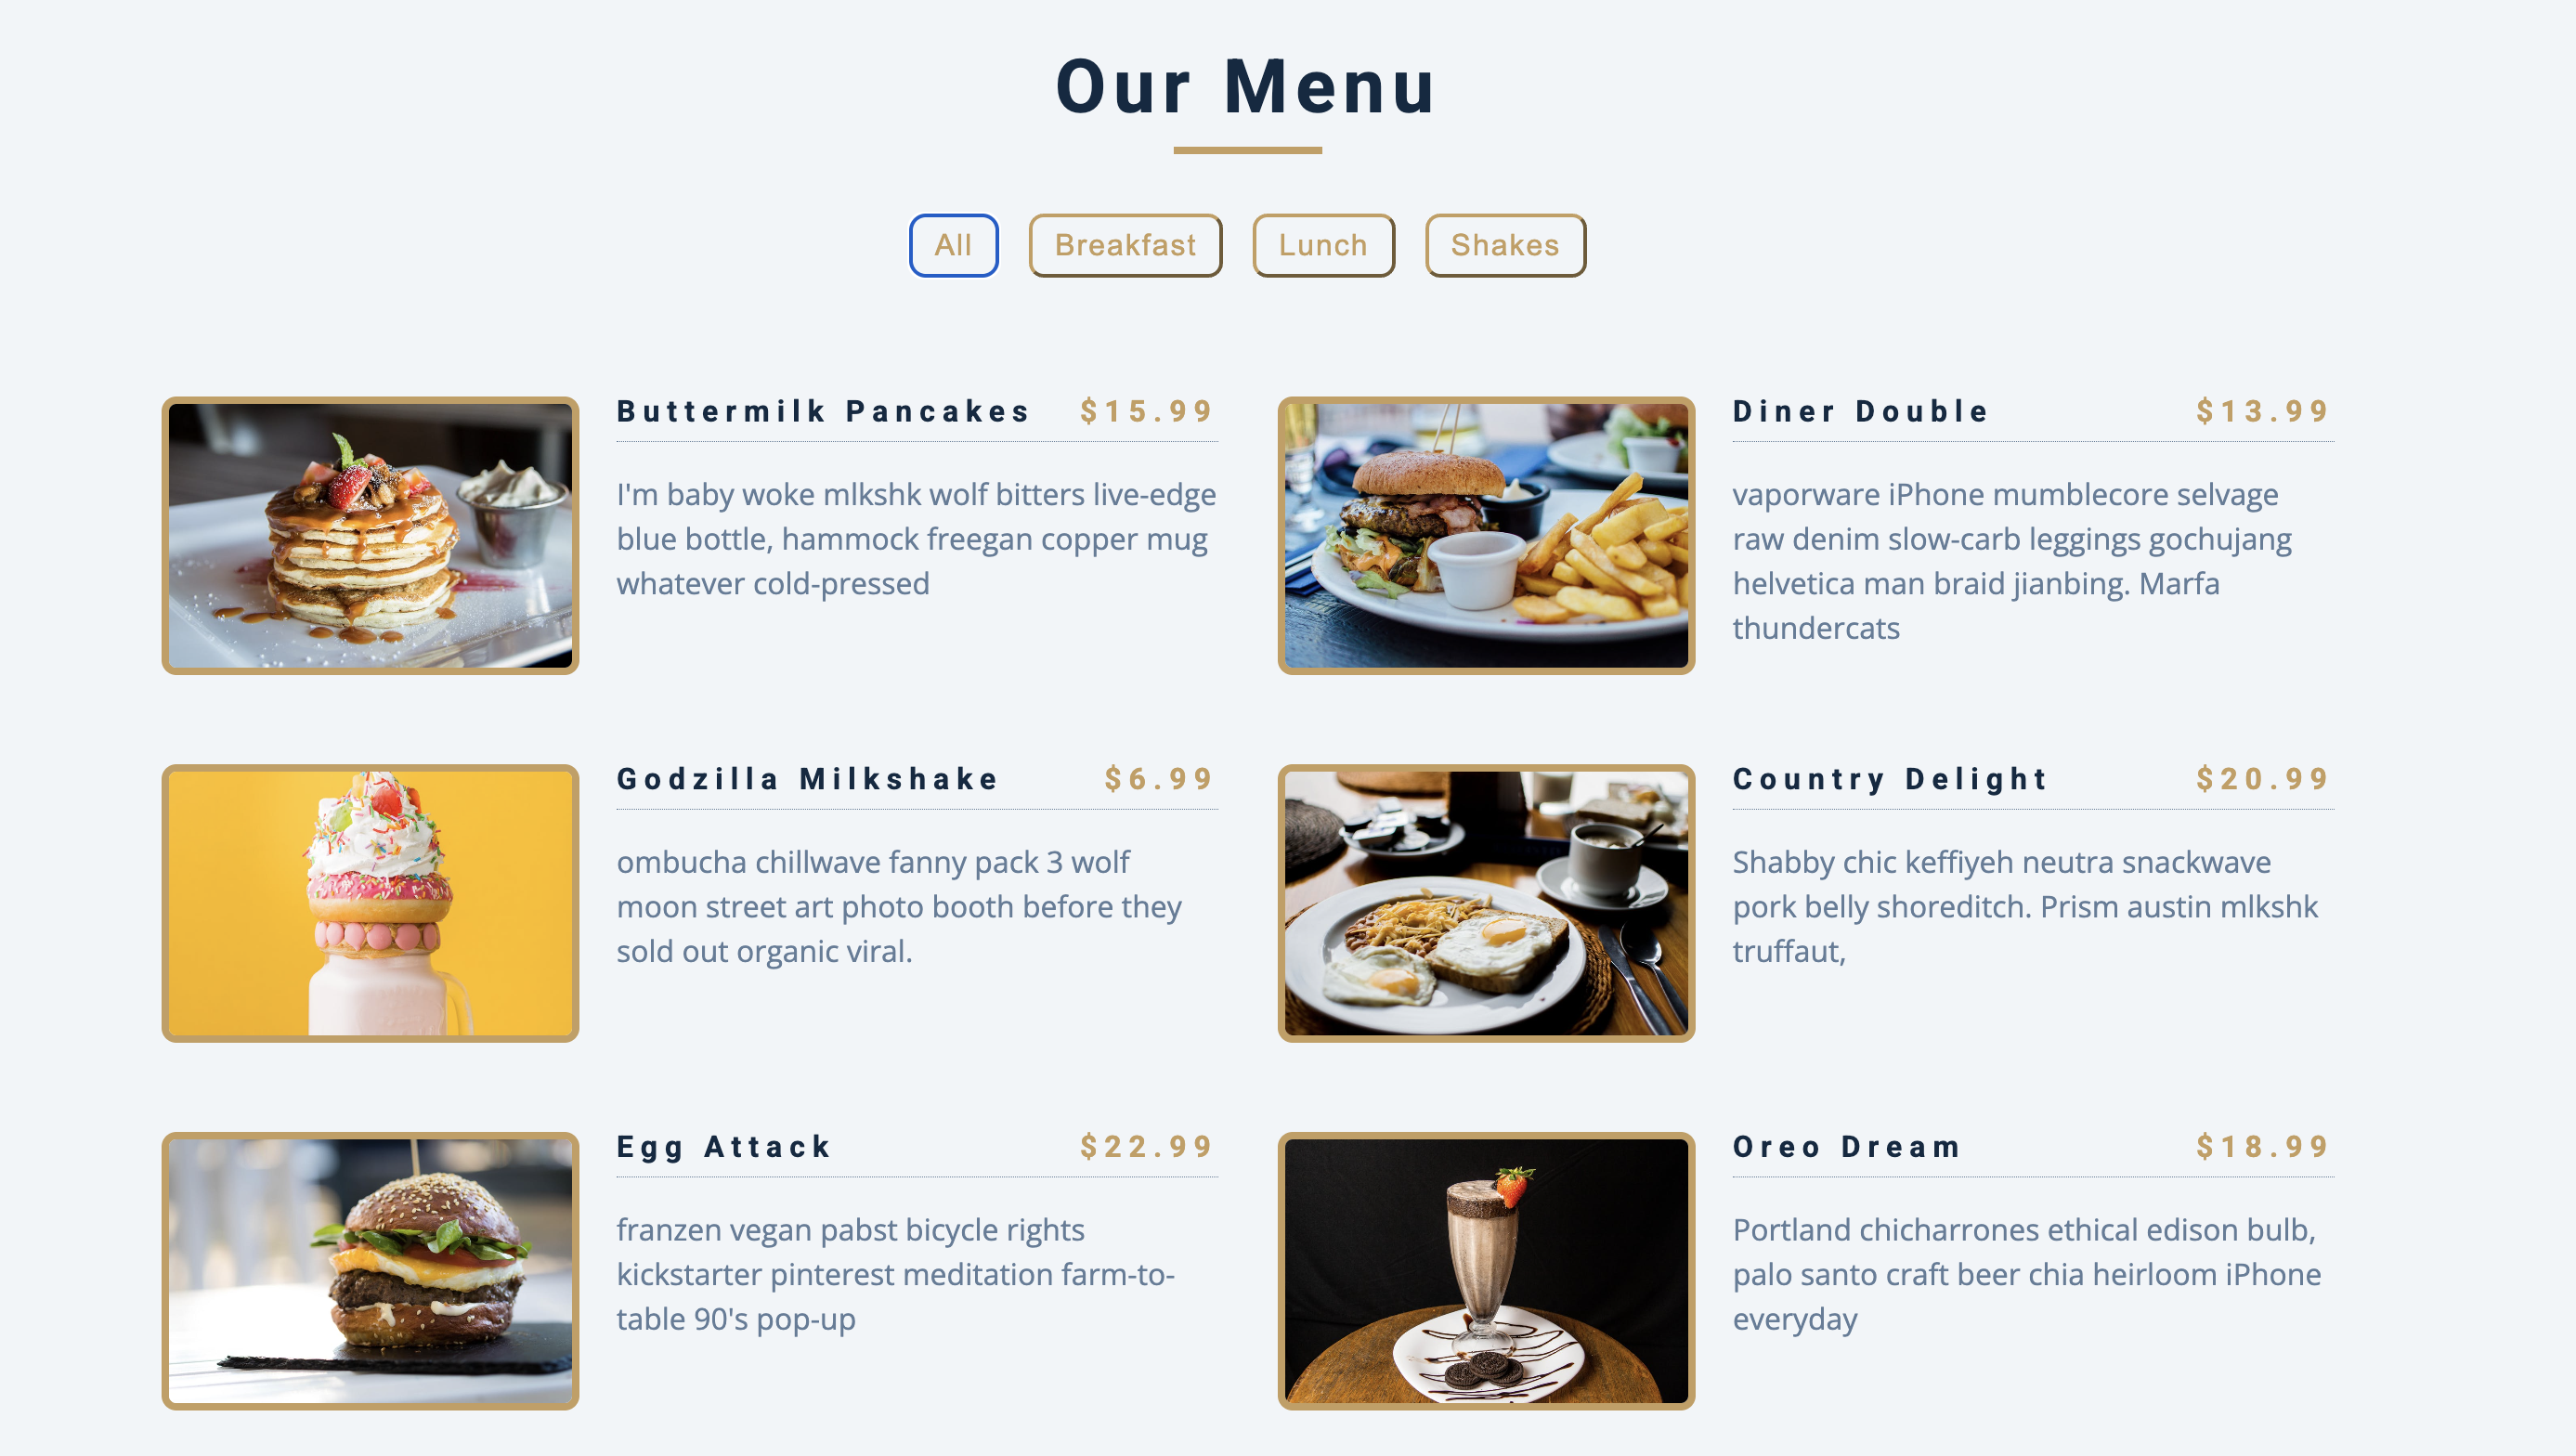 Our Menu
All
Breakfast
Lunch
Shakes
Buttermilk Pancakes $15.99
I'm baby woke mlkshk wolf bitters live-edge
blue bottle, hammock freegan copper mug
whatever cold-pressed
Diner Double $13.99
vaporware iPhone mumblecore selvage
raw denim slow-carb leggings gochujang
helvetica man braid jianbing. Marfa
thundercats
Godzilla Milkshake $6.99
ombucha chillwave fanny pack 3 wolf
moon street art photo booth before they
sold out organic viral.
Country Delight $20.99
Shabby chic keffiyeh neutra snackwave
pork belly shoreditch. Prism austin mlkshk
truffaut,
Egg Attack $22.99
franzen vegan pabst bicycle rights
kickstarter pinterest meditation farm-to-
table 90's pop-up
Oreo Dream $18.99
Portland chicharrones ethical edison bulb,
palo santo craft beer chia heirloom iPhone
everyday